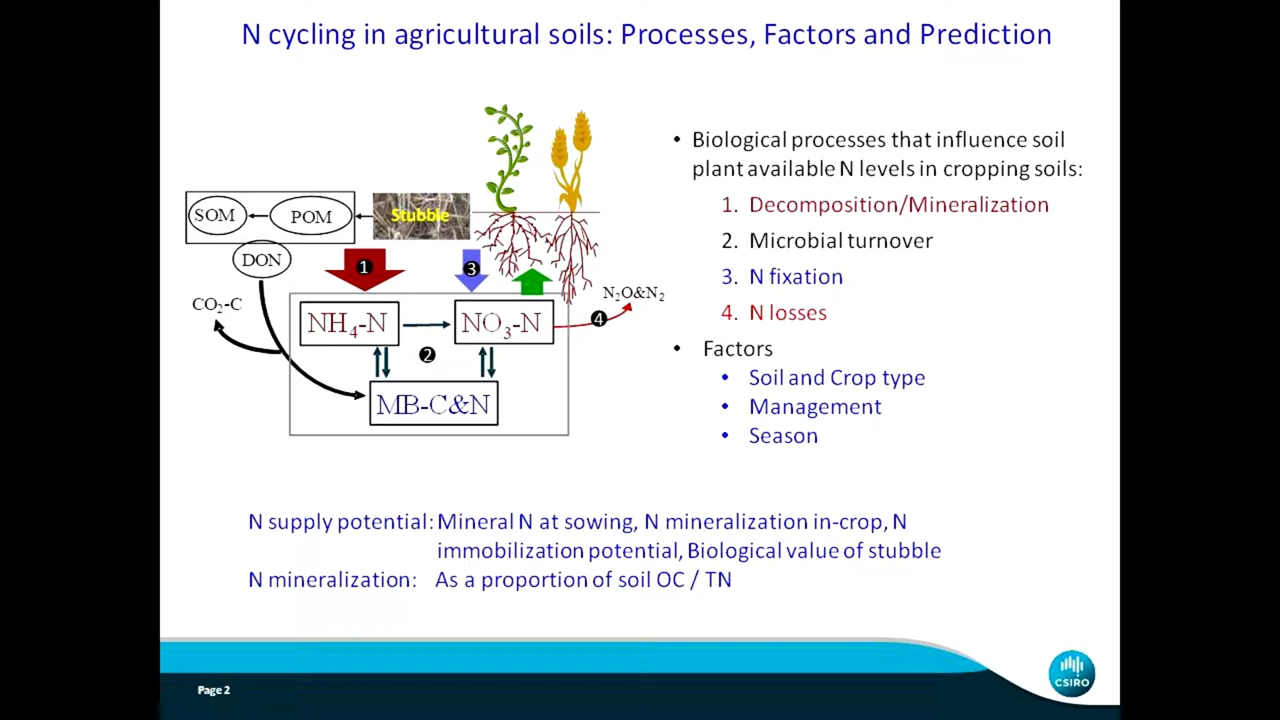 N cycling in agricultural soils: Processes, Factors and Prediction
SOM
POM
Stubble
DON
1
3
CO2-C
N2O&N2
NH4-N
NO3-N
4
2
MB-C&N
• Biological processes that influence soil
plant available N levels in cropping soils:
1. Decomposition/Mineralization
2. Microbial turnover
3. N fixation
4. N losses
• Factors
• Soil and Crop type
• Management
• Season
N supply potential: Mineral N at sowing, N mineralization in-crop, N
immobilization potential, Biological value of stubble
N mineralization: As a proportion of soil OC / TN
Page 2
CSIRO